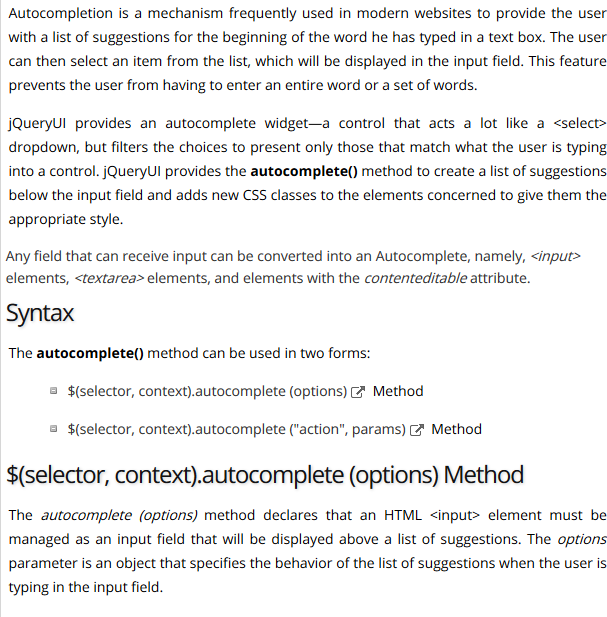 Autocompletion is a mechanism frequently used in modern websites to provide the user
with a list of suggestions for the beginning of the word he has typed in a text box. The user
can then select an item from the list, which will be displayed in the input field. This feature
prevents the user from having to enter an entire word or a set of words.
jQueryUI provides an autocomplete widget—a control that acts a lot like a <select>
dropdown, but filters the choices to present only those that match what the user is typing
into a control. jQueryUI provides the autocomplete() method to create a list of suggestions
below the input field and adds new CSS classes to the elements concerned to give them the
appropriate style.
Any field that can receive input can be converted into an Autocomplete, namely, <input>
elements, <textarea> elements, and elements with the contenteditable attribute.
Syntax
The autocomplete() method can be used in two forms:
$(selector, context).autocomplete (options) Method
$(selector, context).autocomplete ("action", params) Method
$(selector, context).autocomplete (options) Method
The autocomplete (options) method declares that an HTML <input> element must be
managed as an input field that will be displayed above a list of suggestions. The options
parameter is an object that specifies the behavior of the list of suggestions when the user is
typing in the input field.